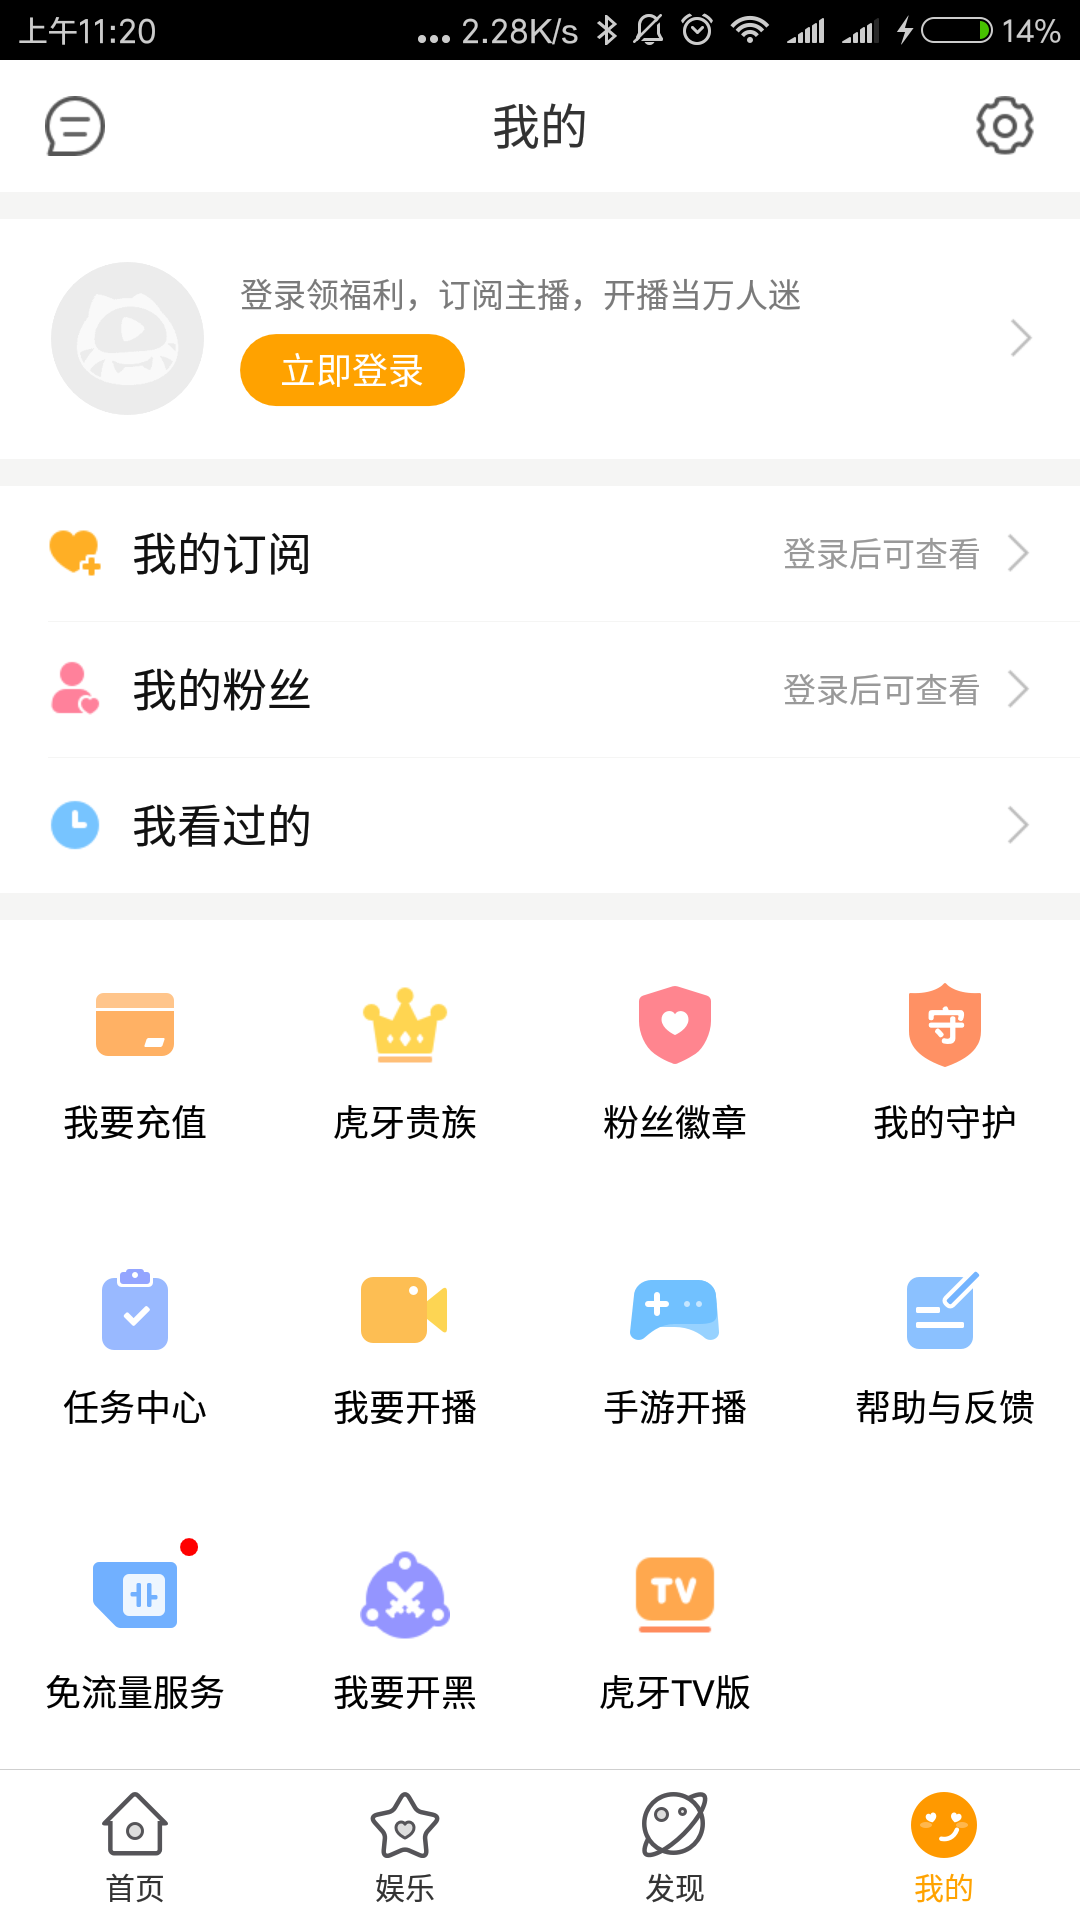 上午11:20 ... 2.28K/s 14%
我的
登录领福利，订阅主播，开播当万人迷
立即登录
我的订阅 登录后可查看
我的粉丝 登录后可查看
我看过的
我要充值 虎牙贵族 粉丝徽章 我的守护
守
任务中心 我要开播 手游开播 帮助与反馈
TV
免流量服务 我要开黑 虎牙TV版
首页 娱乐 发现 我的